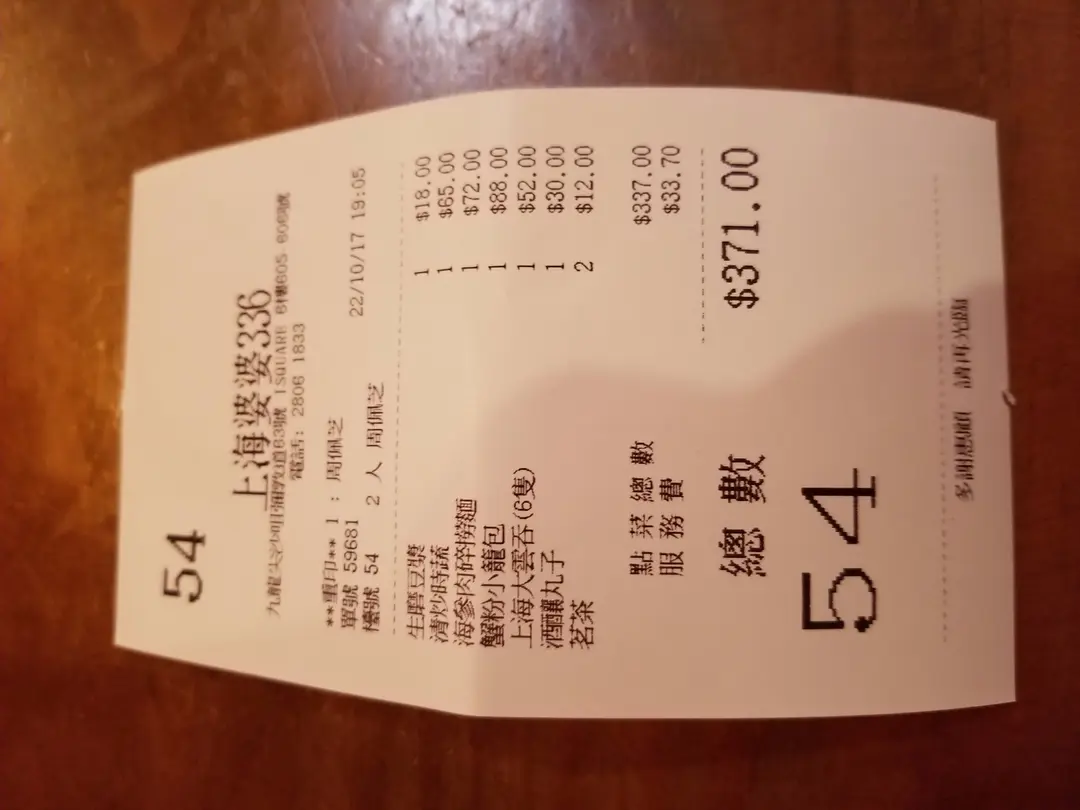 54
上海婆婆336
九龍尖沙咀彌敦道63號 ISQUARE 6樓605-606號
電話: 2806 1833
**重印** 1 : 周佩芝
單號 59681
檯號 54 2 人 周佩芝 22/10/17 19:05
生磨豆漿 1 $18.00
清炒時蔬 1 $65.00
海參肉碎撈麵 1 $72.00
蟹粉小籠包 1 $88.00
上海大雲吞(6隻) 1 $52.00
酒釀丸子 1 $30.00
茗茶 2 $12.00
點菜總數 $337.00
服務費 $33.70
總數 $371.00
54
多謝惠顧 請再光臨